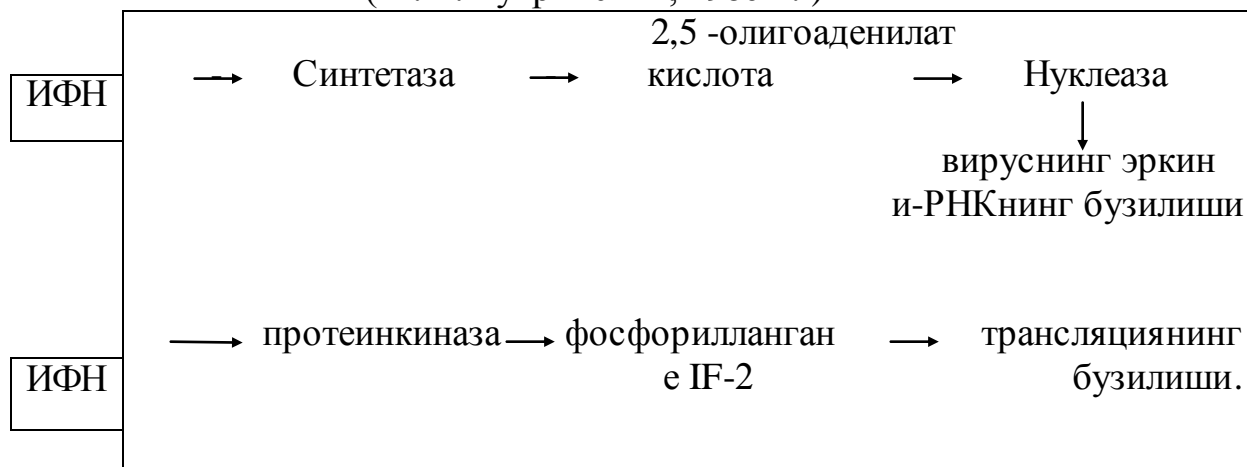 2,5 -олигоаденилат
ИФН → Синтетаза → кислота → Нуклеаза
вируснинг эркин
и-РНКнинг бузилиши
протеинкиназа → фосфорилланган → трансляциянинг
ИФН е IF-2 бузилиши.